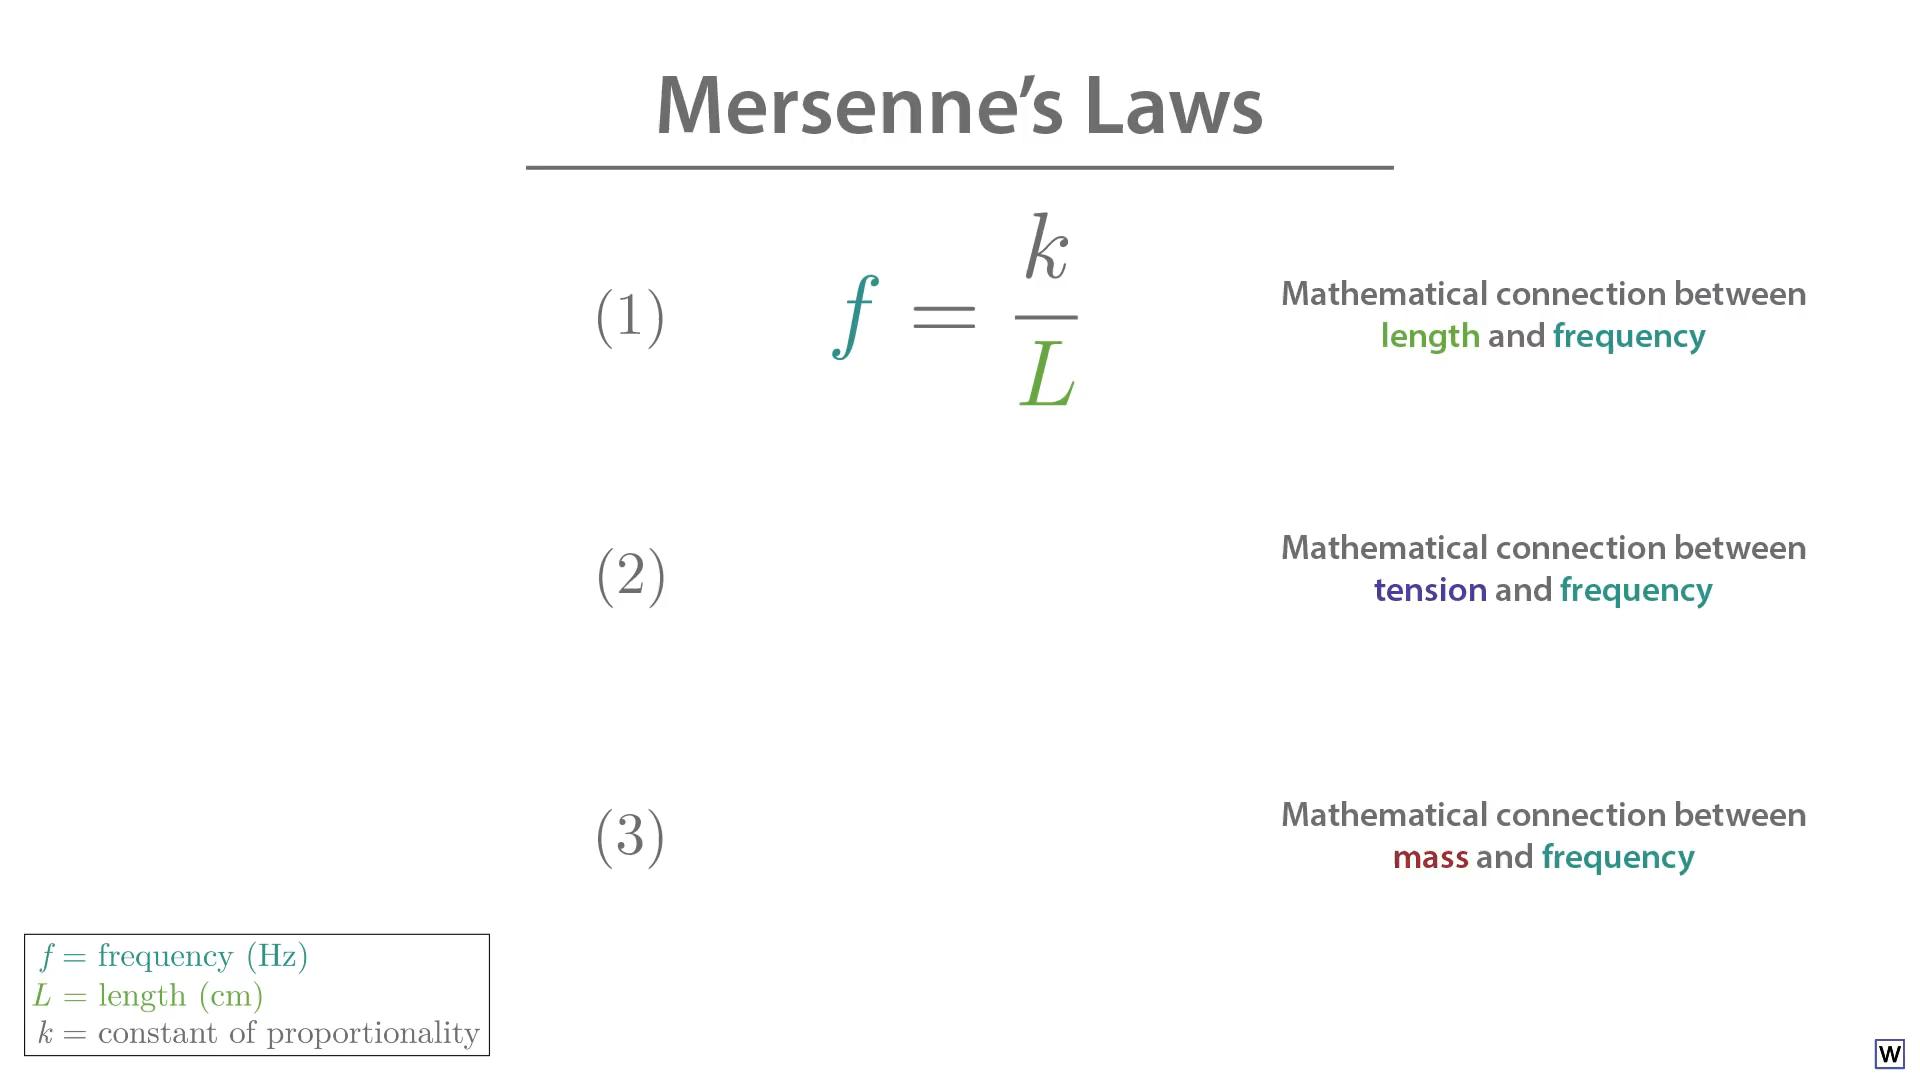 Mersenne’s Laws
(1) f = k/L
Mathematical connection between
length and frequency
(2)
Mathematical connection between
tension and frequency
(3)
Mathematical connection between
mass and frequency
f = frequency (Hz)
L = length (cm)
k = constant of proportionality
W